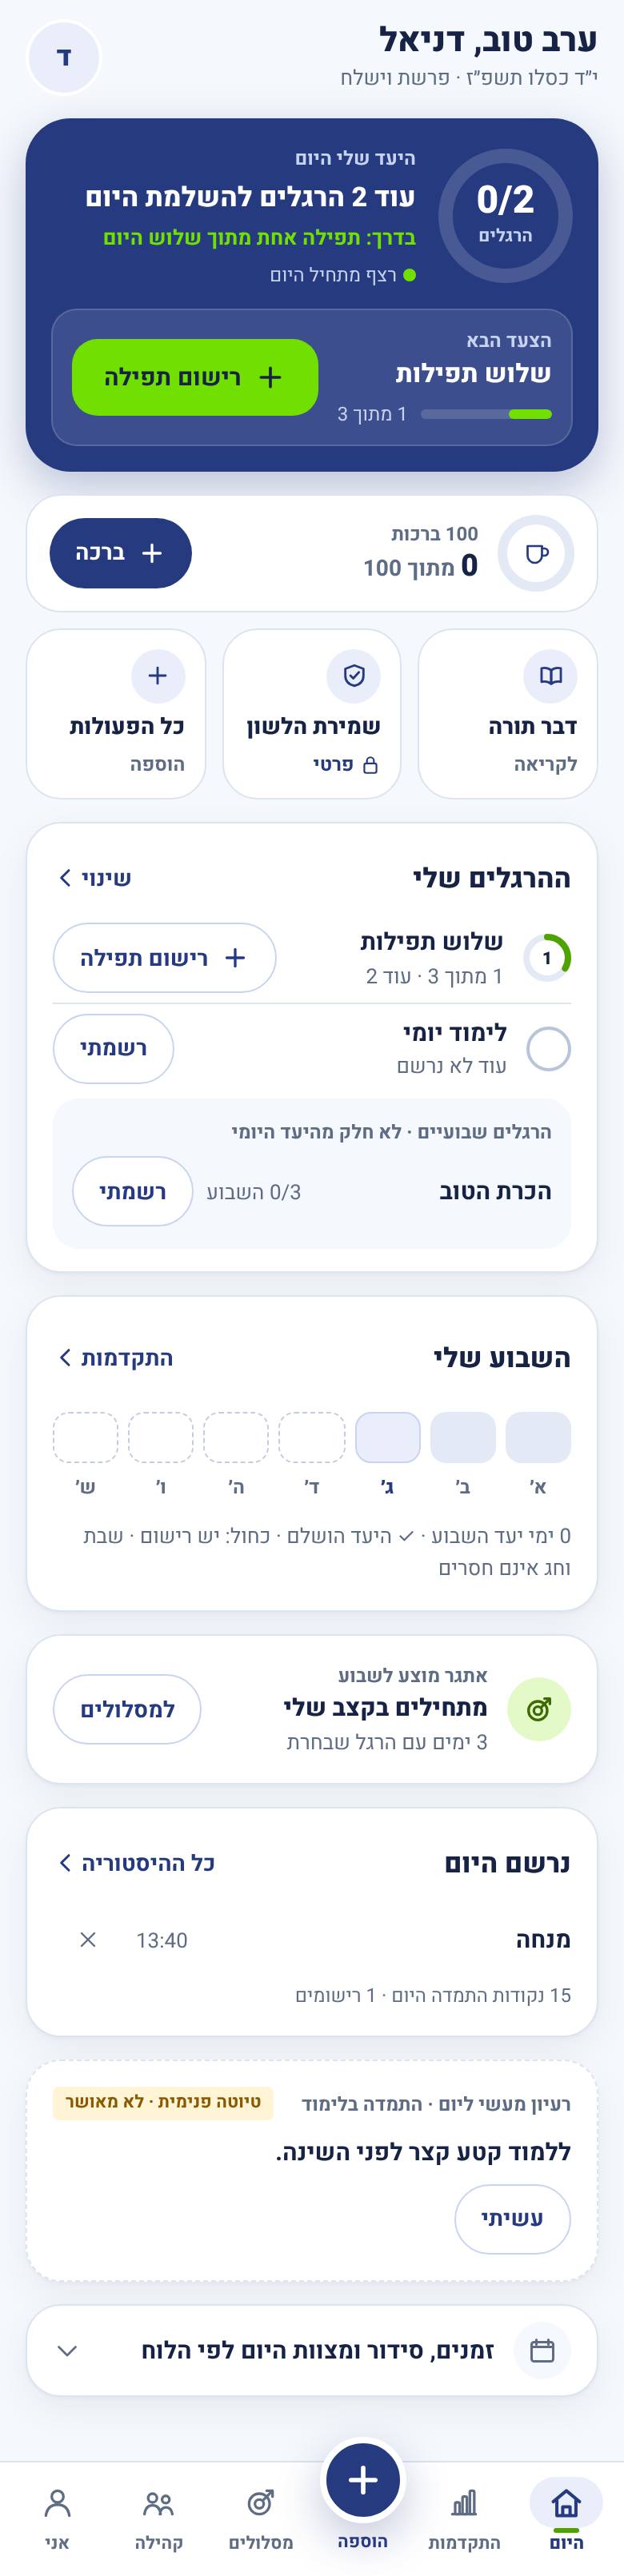 ערב טוב, דניאל
ד
י״ד כסלו תשפ״ז · פרשת וישלח
0/2
הרגלים
היעד שלי היום
עוד 2 הרגלים להשלמת היום
בדרך: תפילה אחת מתוך שלוש היום
רצף מתחיל היום
הצעד הבא
שלוש תפילות
1 מתוך 3
רישום תפילה
100 ברכות
0 מתוך 100
ברכה
דבר תורה
לקריאה
שמירת הלשון
פרטי
כל הפעולות
הוספה
ההרגלים שלי
שינוי
1
שלוש תפילות
1 מתוך 3 · עוד 2
רישום תפילה
לימוד יומי
עוד לא נרשם
רשמתי
הרגלים שבועיים · לא חלק מהיעד היומי
הכרת הטוב
0/3 השבוע
רשמתי
השבוע שלי
התקדמות
א׳
ב׳
ג׳
ד׳
ה׳
ו׳
ש׳
0 ימי יעד השבוע · ✓ היעד הושלם · כחול: יש רישום · שבת
וחג אינם חסרים
אתגר מוצע לשבוע
מתחילים בקצב שלי
3 ימים עם הרגל שבחרת
למסלולים
נרשם היום
כל ההיסטוריה
מנחה
13:40
15 נקודות התמדה היום · 1 רישומים
רעיון מעשי ליום · התמדה בלימוד
טיוטה פנימית · לא מאושר
ללמוד קטע קצר לפני השינה.
עשיתי
זמנים, סידור ומצוות היום לפי הלוח
היום
התקדמות
הוספה
מסלולים
קהילה
אני